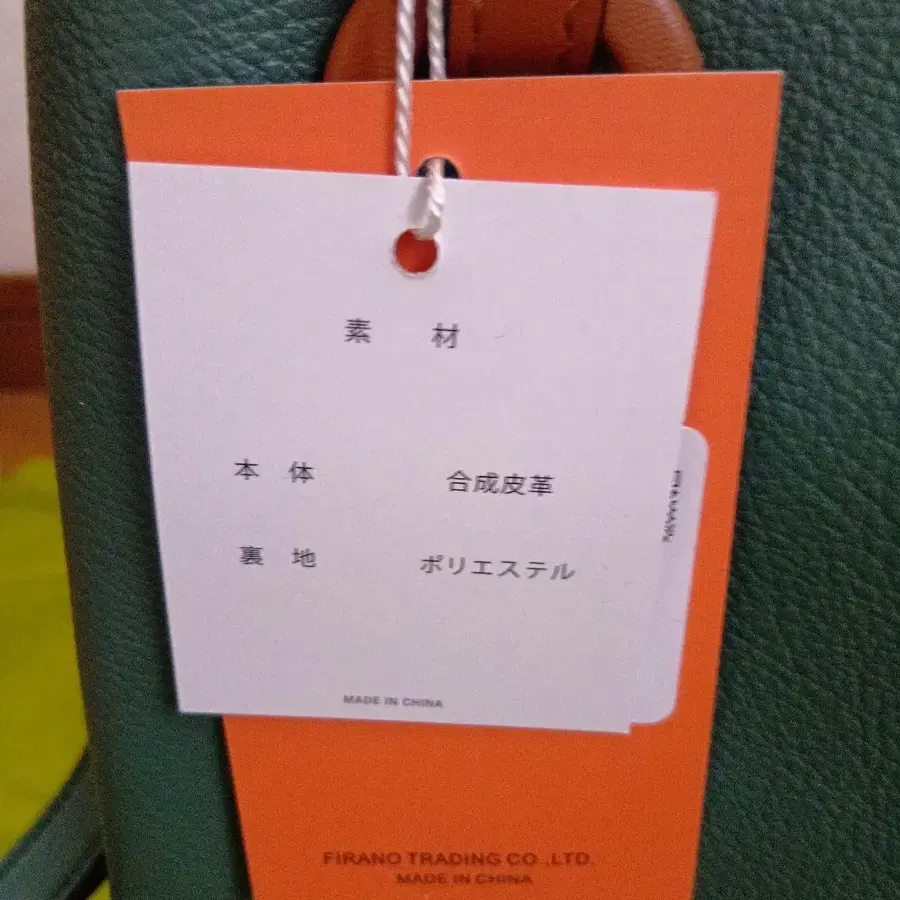 素 材
本 体 合成皮革
裏 地 ポリエステル
MADE IN CHINA
FIRANO TRADING CO.,LTD.
MADE IN CHINA